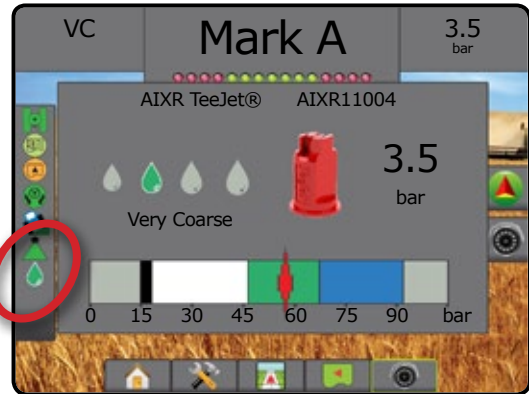 VC
Mark A
3.5
bar
AIXR TeeJet® AIXR11004
3.5
bar
Very Coarse
0 15 30 45 60 75 90 bar